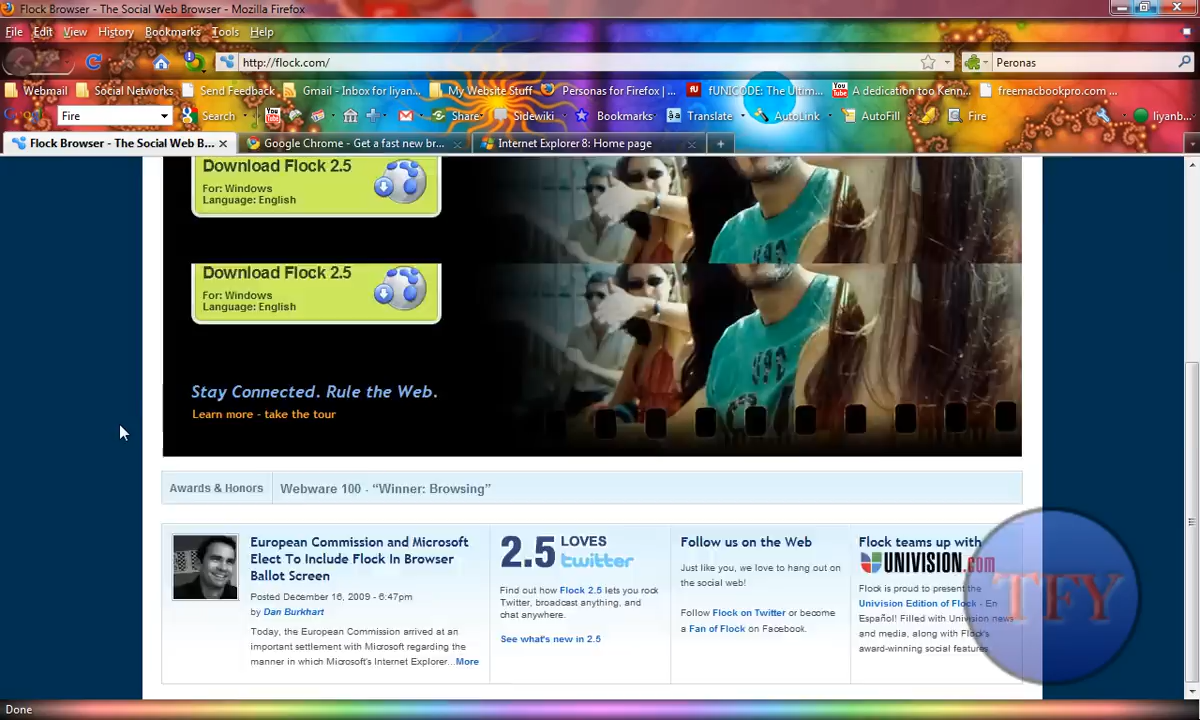 Flock Browser - The Social Web Browser - Mozilla Firefox
File Edit View History Bookmarks Tools Help
http://flock.com/
Peronas
Webmail Social Networks Send Feedback Gmail - Inbox for liyan... My Website Stuff Personas for Firefox | ... fUNICODE: The Ultim... A dedication too Kenn... freemacbookpro.com ...
Fire Search Share Sidewiki Bookmarks Translate AutoLink AutoFill Fire liyanb...
Flock Browser - The Social Web B... Google Chrome - Get a fast new br... Internet Explorer 8: Home page
Download Flock 2.5
For: Windows
Language: English
Download Flock 2.5
For: Windows
Language: English
Stay Connected. Rule the Web.
Learn more - take the tour
Awards & Honors Webware 100 - “Winner: Browsing”
European Commission and Microsoft
Elect To Include Flock In Browser
Ballot Screen
Posted December 16, 2009 - 6:47pm
by Dan Burkhart
Today, the European Commission arrived at an
important settlement with Microsoft regarding the
manner in which Microsoft's Internet Explorer...More
2.5 LOVES
twitter
Find out how Flock 2.5 lets you rock
Twitter, broadcast anything, and
chat anywhere.
See what's new in 2.5
Follow us on the Web
Just like you, we love to hang out on
the social web!
Follow Flock on Twitter or become
a Fan of Flock on Facebook.
Flock teams up with
UNIVISION.com
Flock is proud to present the
Univision Edition of Flock - En
Español! Filled with Univision news
and media, along with Flock's
award-winning social features.
TFY
Done